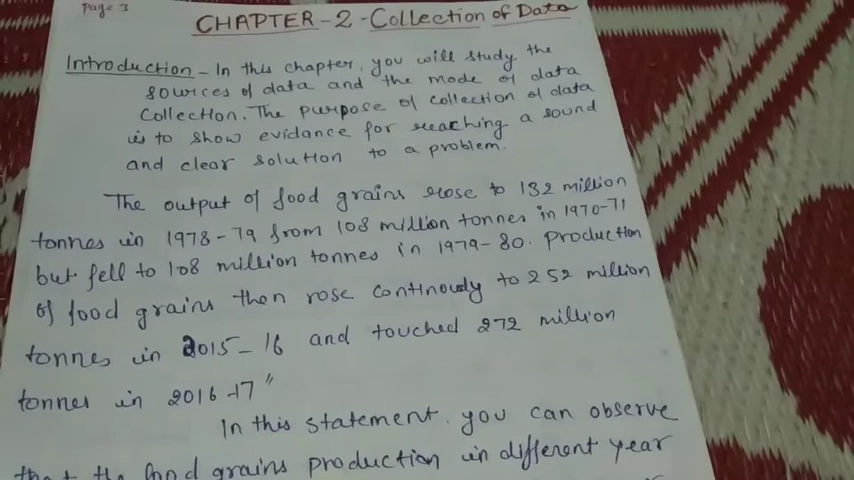 Page 3
CHAPTER-2-Collection of Data
Introduction - In this chapter, you will study the
sources of data and the mode of data
Collection. The purpose of collection of data
is to show evidence for reaching a sound
and clear solution to a problem.
The output of food grains rose to 132 million
tonnes in 1978-79 from 108 million tonnes in 1970-71
but fell to 108 million tonnes in 1979-80. Production
of food grains then rose continously to 252 million
tonnes in 2015-16 and touched 272 million
tonnes in 2016-17"
In this statement, you can observe
that the food grains production in different year